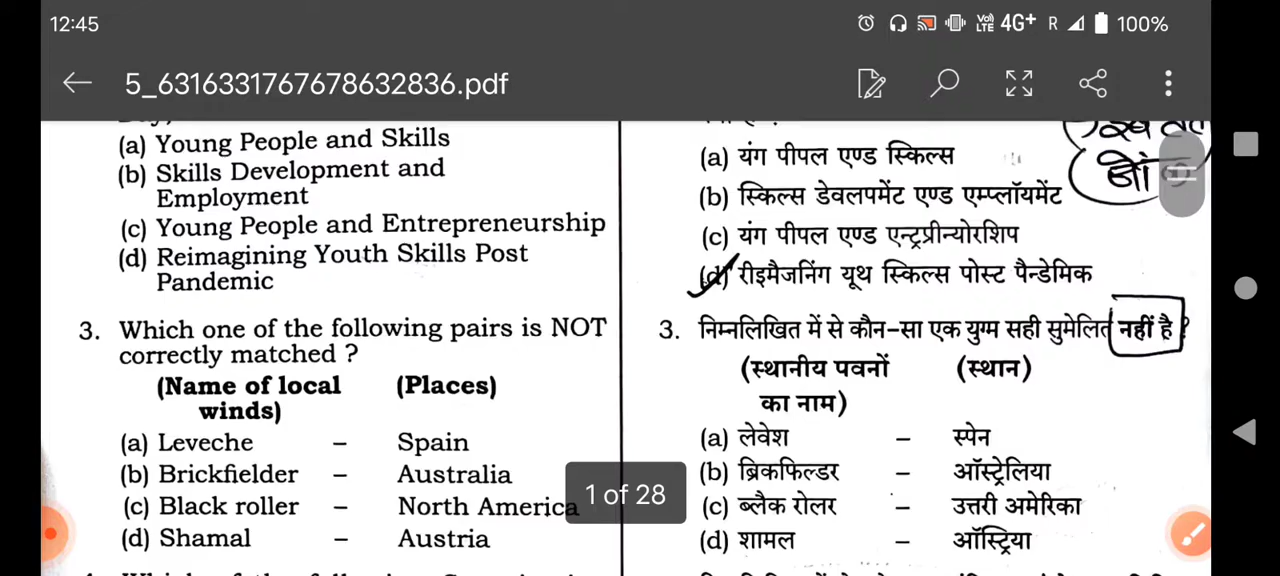 12:45
Vo)) LTE 4G+ R 100%
5_6316331767678632836.pdf
(a) Young People and Skills
(b) Skills Development and
Employment
(c) Young People and Entrepreneurship
(d) Reimagining Youth Skills Post
Pandemic
3. Which one of the following pairs is NOT
correctly matched ?
(Name of local (Places)
winds)
(a) Leveche – Spain
(b) Brickfielder – Australia
(c) Black roller – North America
(d) Shamal – Austria
(a) यंग पीपल एण्ड स्किल्स
(b) स्किल्स डेवलपमेंट एण्ड एम्प्लॉयमेंट
(c) यंग पीपल एण्ड एन्ट्रप्रीन्योरशिप
(d) रीइमैजनिंग यूथ स्किल्स पोस्ट पैन्डेमिक
3. निम्नलिखित में से कौन-सा एक युग्म सही सुमेलित नहीं है ?
(स्थानीय पवनों (स्थान)
का नाम)
(a) लेवेश – स्पेन
(b) ब्रिकफिल्डर – ऑस्ट्रेलिया
(c) ब्लैक रोलर – उत्तरी अमेरिका
(d) शामल – ऑस्ट्रिया
1 of 28